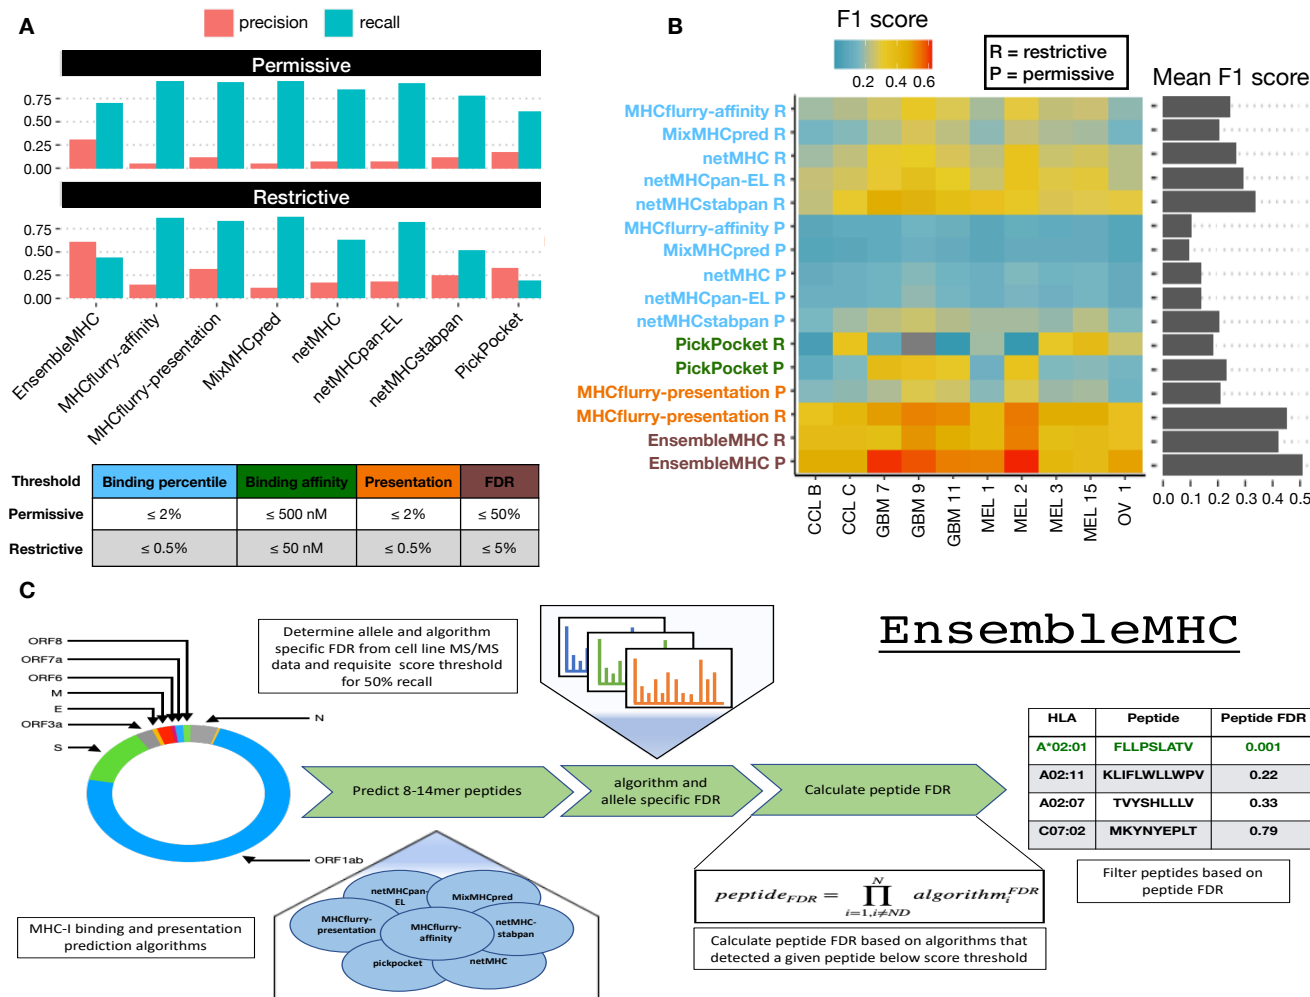 A
precision
recall
Permissive
0.75
0.50
0.25
0.00
Restrictive
0.75
0.50
0.25
0.00
EnsembleMHC
MHCflurry-affinity
MHCflurry-presentation
MixMHCpred
netMHC
netMHCpan-EL
netMHCstabpan
PickPocket
Threshold Binding percentile Binding affinity Presentation FDR
Permissive ≤ 2% ≤ 500 nM ≤ 2% ≤ 50%
Restrictive ≤ 0.5% ≤ 50 nM ≤ 0.5% ≤ 5%
B
F1 score
0.2 0.4 0.6
R = restrictive
P = permissive
Mean F1 score
MHCflurry-affinity R
MixMHCpred R
netMHC R
netMHCpan-EL R
netMHCstabpan R
MHCflurry-affinity P
MixMHCpred P
netMHC P
netMHCpan-EL P
netMHCstabpan P
PickPocket R
PickPocket P
MHCflurry-presentation P
MHCflurry-presentation R
EnsembleMHC R
EnsembleMHC P
CCL B
CCL C
GBM 7
GBM 9
GBM 11
MEL 1
MEL 2
MEL 3
MEL 15
OV 1
0.0 0.1 0.2 0.3 0.4 0.5
C
ORF8
ORF7a
ORF6
M
E
ORF3a
S
N
ORF1ab
Determine allele and algorithm
specific FDR from cell line MS/MS
data and requisite score threshold
for 50% recall
EnsembleMHC
Predict 8-14mer peptides
algorithm and
allele specific FDR
Calculate peptide FDR
HLA Peptide Peptide FDR
A*02:01 FLLPSLATV 0.001
A02:11 KLIFLWLLWPV 0.22
A02:07 TVYSHLLLV 0.33
C07:02 MKYNYEPLT 0.79
Filter peptides based on
peptide FDR
MHC-I binding and presentation
prediction algorithms
netMHCpan-
EL
MixMHCpred
MHCflurry-
presentation
MHCflurry-
affinity
netMHC-
stabpan
pickpocket
netMHC
peptide_FDR = ∏_{i=1,i≠ND}^{N} algorithm_i^{FDR}
Calculate peptide FDR based on algorithms that
detected a given peptide below score threshold